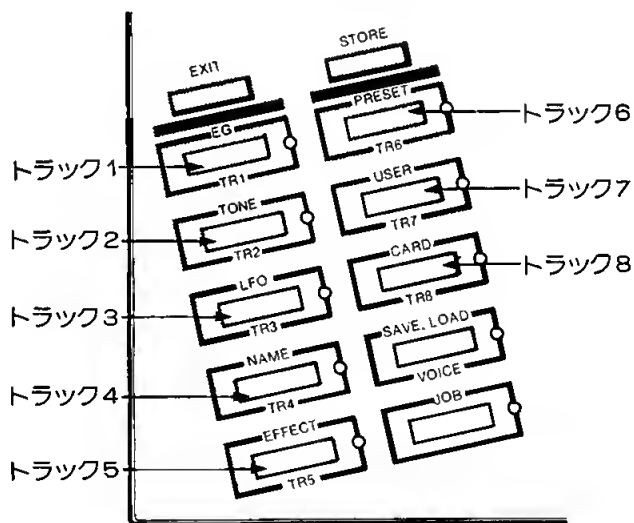 EXIT
STORE
EG
TR1
トラック1
PRESET
TR6
トラック6
TONE
TR2
トラック2
USER
TR7
トラック7
LFO
TR3
トラック3
CARD
TR8
トラック8
NAME
TR4
トラック4
SAVE. LOAD
VOICE
EFFECT
TR5
トラック5
JOB